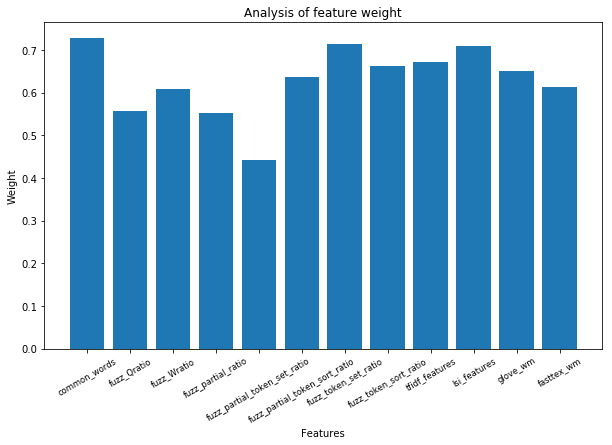 Analysis of feature weight
Weight
0.7
0.6
0.5
0.4
0.3
0.2
0.1
0.0
common_words
fuzz_Qratio
fuzz_Wratio
fuzz_partial_ratio
fuzz_partial_token_set_ratio
fuzz_partial_token_sort_ratio
fuzz_token_set_ratio
fuzz_token_sort_ratio
tfidf_features
lsi_features
glove_wm
fasttex_wm
Features